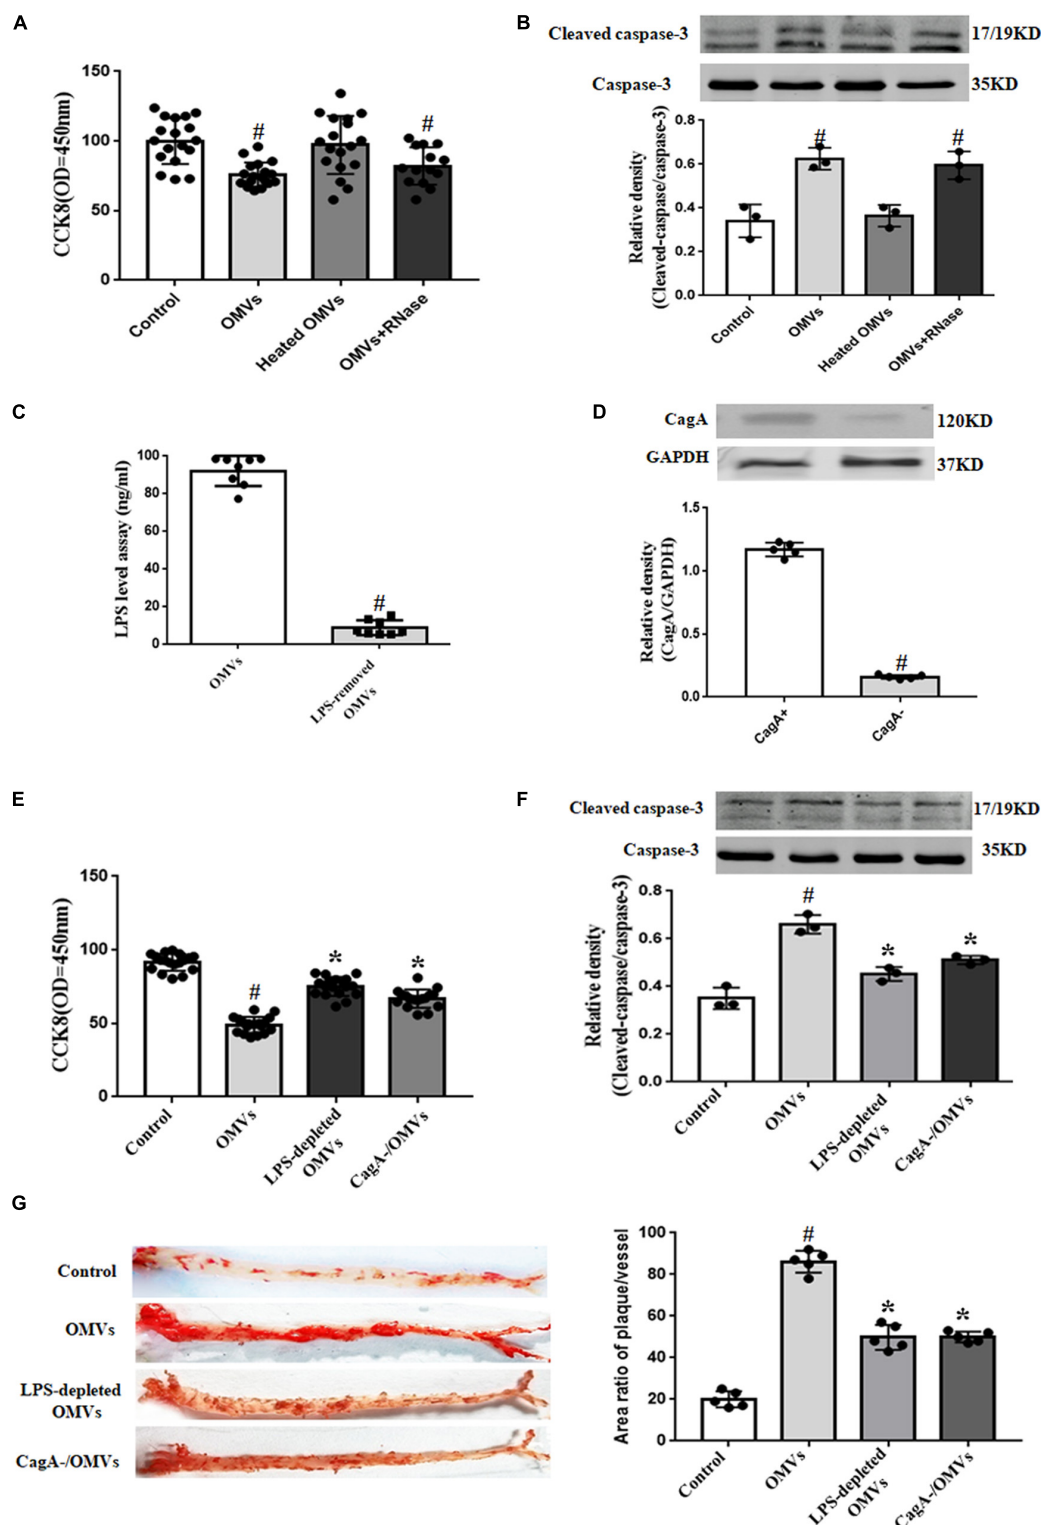 A
CCK8(OD=450nm)
150
100
50
0
#
#
Control
OMVs
Heated OMVs
OMVs+RNase
B
Cleaved caspase-3
17/19KD
Caspase-3
35KD
Relative density
(Cleaved-caspase/caspase-3)
0.8
0.6
0.4
0.2
0.0
#
#
Control
OMVs
Heated OMVs
OMVs+RNase
C
LPS level assay (ng/ml)
100
80
60
40
20
0
#
OMVs
LPS-removed
OMVs
D
CagA
120KD
GAPDH
37KD
Relative density
(CagA/GAPDH)
1.5
1.0
0.5
0.0
#
CagA+
CagA-
E
CCK8(OD=450nm)
150
100
50
0
#
*
*
Control
OMVs
LPS-depleted
OMVs
CagA-/OMVs
F
Cleaved caspase-3
17/19KD
Caspase-3
35KD
Relative density
(Cleaved-caspase/caspase-3)
0.8
0.6
0.4
0.2
0.0
#
*
*
Control
OMVs
LPS-depleted
OMVs
CagA-/OMVs
G
Control
OMVs
LPS-depleted
OMVs
CagA-/OMVs
Area ratio of plaque/vessel
100
80
60
40
20
0
#
*
*
Control
OMVs
LPS-depleted
OMVs
CagA-/OMVs